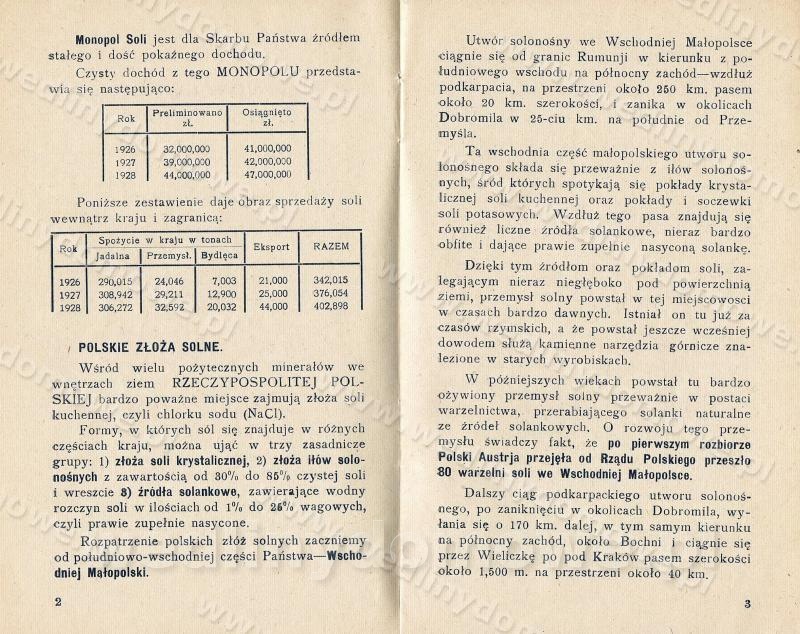 Monopol Soli jest dla Skarbu Państwa źródłem
stałego i dość pokaźnego dochodu.
Czysty dochód z tego MONOPOLU przedsta-
wia się następująco:
Rok Preliminowano zł. Osiągnięto zł.
1926 32,000,000 41,000,000
1927 39,000,000 42,000,000
1928 44,000,000 47,000,000
Poniższe zestawienie daje obraz sprzedaży soli
wewnątrz kraju i zagranicą:
Rok Spożycie w kraju w tonach Eksport RAZEM
Jadalna Przemysł. Bydlęca
1926 290,015 24,046 7,003 21,000 342,015
1927 308,942 29,211 12,900 25,000 376,054
1928 306,272 32,592 20,032 44,000 402,898
POLSKIE ZŁOŻA SOLNE.
Wśród wielu pożytecznych minerałów we
wnętrzach ziem RZECZYPOSPOLITEJ POL-
SKIEJ bardzo poważne miejsce zajmują złoża soli
kuchennej, czyli chlorku sodu (NaCl).
Formy, w których sól się znajduje w różnych
częściach kraju, można ująć w trzy zasadnicze
grupy: 1) złoża soli krystalicznej, 2) złoża iłów solo-
nośnych z zawartością od 30% do 85% czystej soli
i wreszcie 3) źródła solankowe, zawierające wodny
rozczyn soli w ilościach od 1% do 26% wagowych,
czyli prawie zupełnie nasycone.
Rozpatrzenie polskich złóż solnych zaczniemy
od południowo-wschodniej części Państwa—Wscho-
dniej Małopolski.
2
Utwór solonośny we Wschodniej Małopolsce
ciągnie się od granic Rumunji w kierunku z po-
łudniowego wschodu na północny zachód—wzdłuż
podkarpacia, na przestrzeni około 250 km. pasem
około 20 km. szerokości, i zanika w okolicach
Dobromila w 25-ciu km. na południe od Prze-
myśla.
Ta wschodnia część małopolskiego utworu so-
lonośnego składa się przeważnie z iłów solonoś-
nych, śród których spotykają się pokłady krysta-
licznej soli kuchennej oraz pokłady i soczewki
soli potasowych. Wzdłuż tego pasa znajdują się
również liczne źródła solankowe, nieraz bardzo
obfite i dające prawie zupełnie nasyconą solankę.
Dzięki tym źródłom oraz pokładom soli, za-
legającym nieraz niegłęboko pod powierzchnią
ziemi, przemysł solny powstał w tej miejscowosci
w czasach bardzo dawnych. Istniał on tu już za
czasów rzymskich, a że powstał jeszcze wcześniej
dowodem służą kamienne narzędzia górnicze zna-
lezione w starych wyrobiskach.
W późniejszych wiekach powstał tu bardzo
ożywiony przemysł solny przeważnie w postaci
warzelnictwa, przerabiającego solanki naturalne
ze źródeł solankowych. O rozwoju tego prze-
mysłu świadczy fakt, że po pierwszym rozbiorze
Polski Austrja przejęła od Rządu Polskiego przeszło
80 warzelni soli we Wschodniej Małopolsce.
Dalszy ciąg podkarpackiego utworu solonoś-
nego, po zaniknięciu w okolicach Dobromila, wy-
łania się o 170 km. dalej, w tym samym kierunku
na północny zachód, około Bochni i ciągnie się
przez Wieliczkę po pod Kraków pasem szerokości
około 1,500 m. na przestrzeni około 40 km.
3